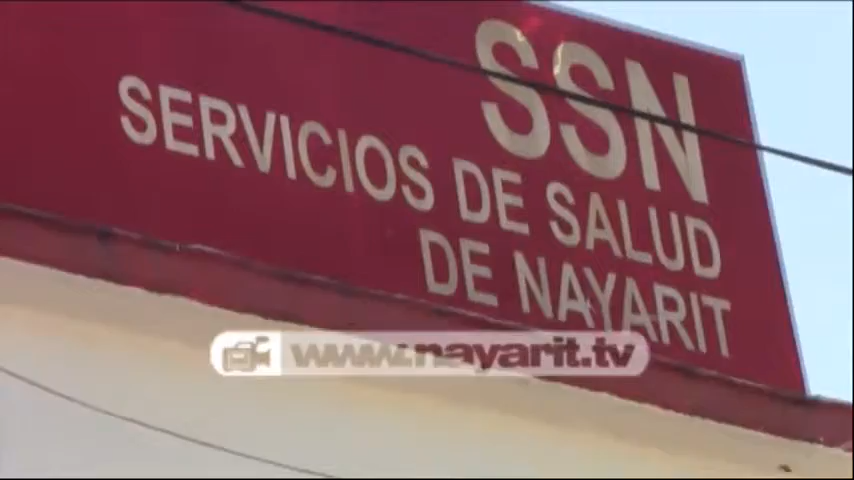 SSN
SERVICIOS DE SALUD
DE NAYARIT
www.nayarit.tv